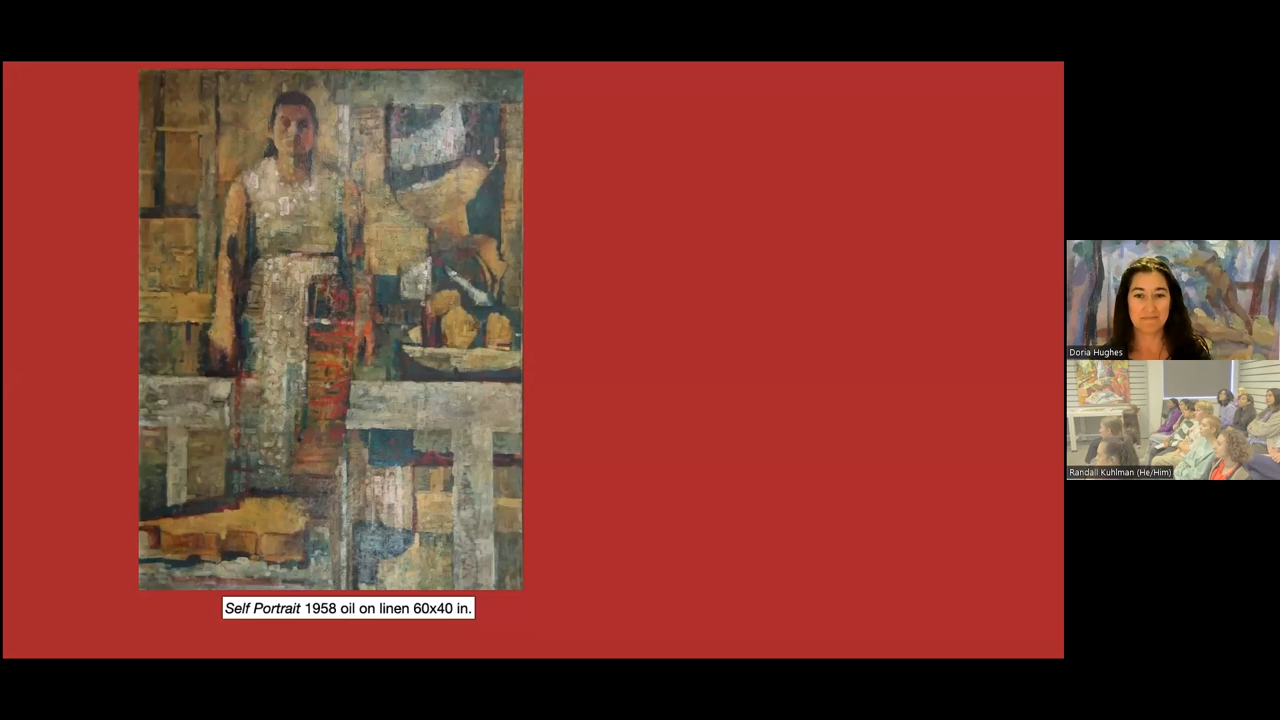 Self Portrait 1958 oil on linen 60x40 in.
Doria Hughes
Randall Kuhlman (He/Him)